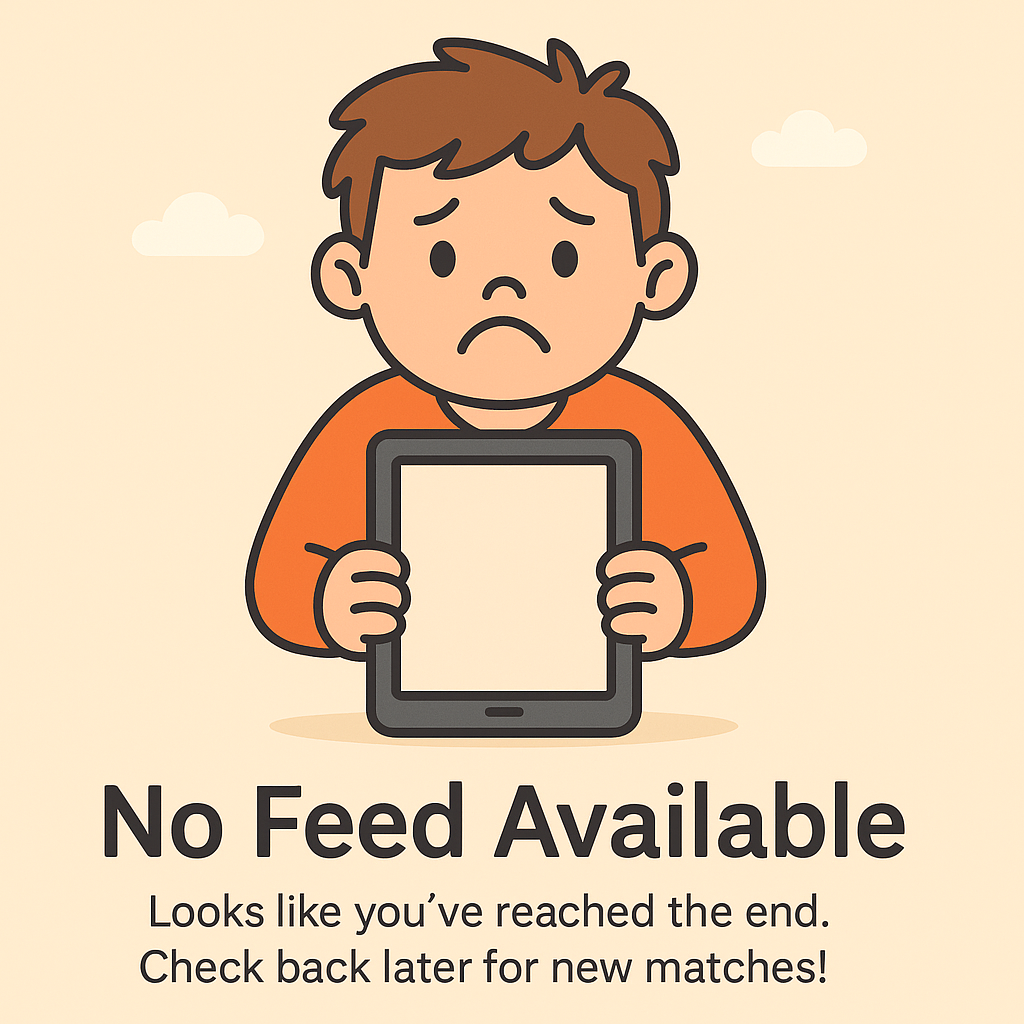 No Feed Available
Looks like you’ve reached the end.
Check back later for new matches!